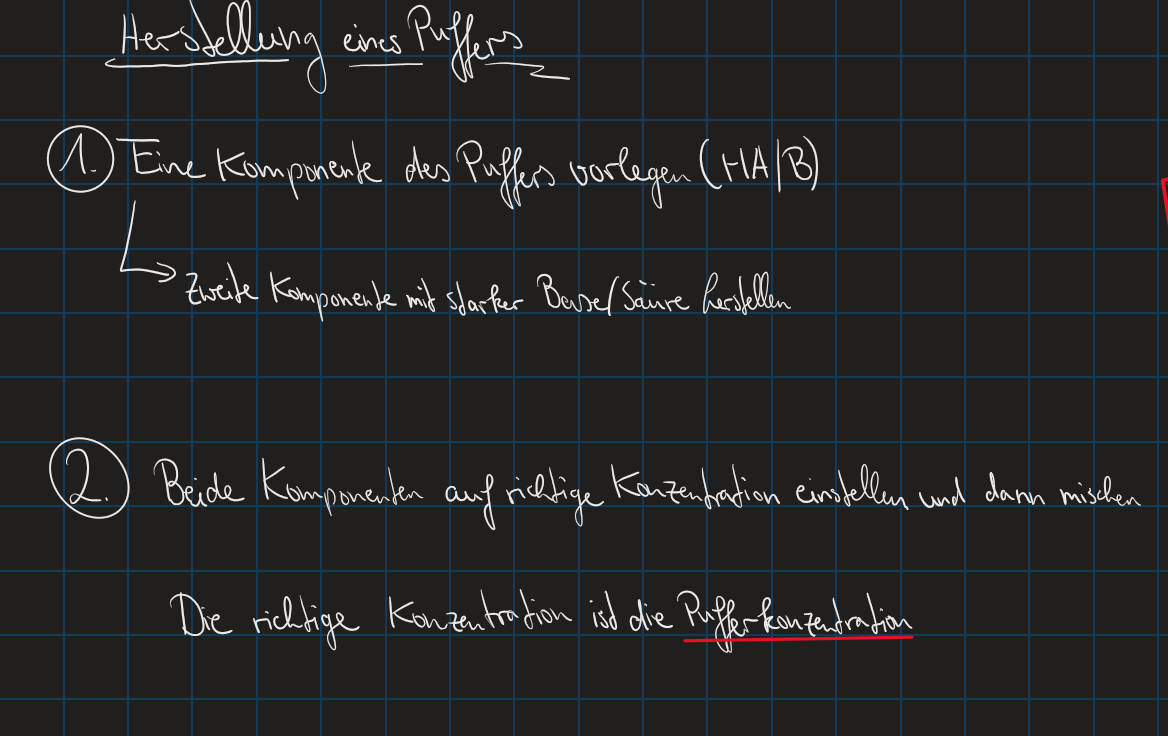 Herstellung eines Puffers
1. Eine Komponente des Puffers vorlegen (HA/B)
Zweite Komponente mit starker Base/Säure herstellen
2. Beide Komponenten auf richtige Konzentration einstellen und dann mischen
Die richtige Konzentration ist die Pufferkonzentration